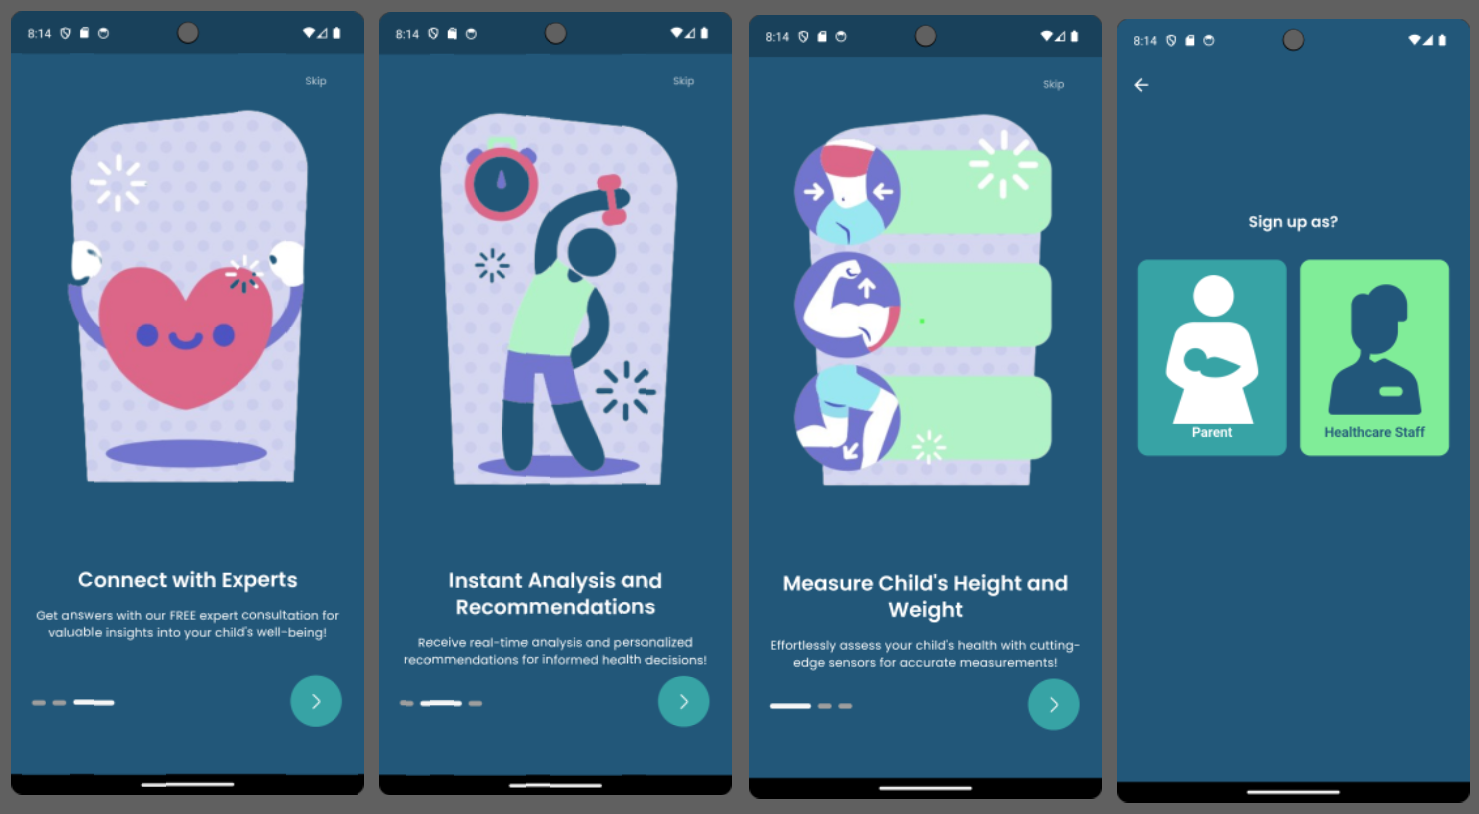 8:14
Skip
Connect with Experts
Get answers with our FREE expert consultation for
valuable insights into your child's well-being!
8:14
Skip
Instant Analysis and
Recommendations
Receive real-time analysis and personalized
recommendations for informed health decisions!
8:14
Skip
Measure Child's Height and
Weight
Effortlessly assess your child's health with cutting-
edge sensors for accurate measurements!
8:14
Sign up as?
Parent
Healthcare Staff